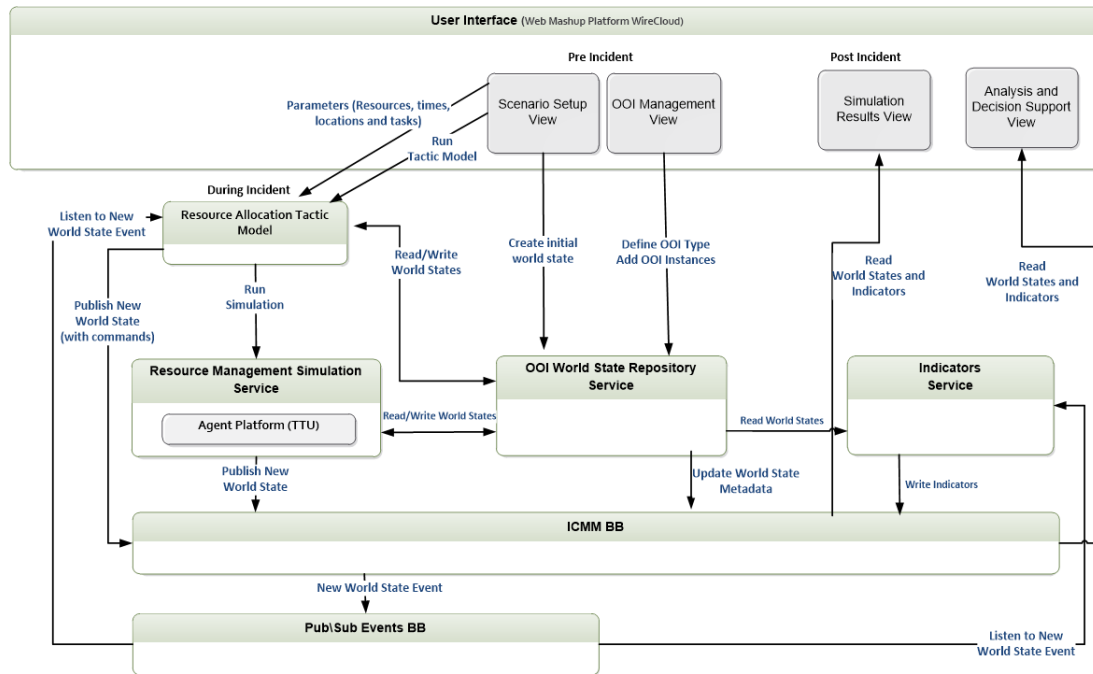 User Interface (Web Mashup Platform WireCloud)
Pre Incident
Post Incident
Scenario Setup
View
OOI Management
View
Simulation
Results View
Analysis and
Decision Support
View
Parameters (Resources, times,
locations and tasks)
Run
Tactic Model
During Incident
Resource Allocation Tactic
Model
Listen to New
World State Event
Read/Write
World States
Create initial
world state
Define OOI Type
Add OOI Instances
Read
World States and
Indicators
Read
World States and
Indicators
Run
Simulation
Publish New
World State
(with commands)
Resource Management Simulation
Service
Agent Platform (TTU)
Read/Write World States
OOI World State Repository
Service
Read World States
Indicators
Service
Publish New
World State
Update World State
Metadata
Write Indicators
ICMM BB
New World State Event
Pub\Sub Events BB
Listen to New
World State Event